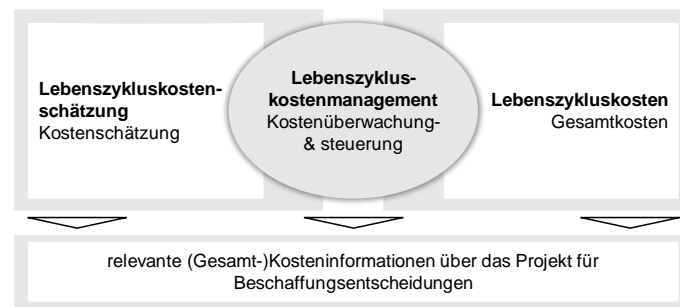 Lebenszykluskosten-
schätzung
Kostenschätzung
Lebenszyklus-
kostenmanagement
Kostenüberwachung-
& steuerung
Lebenszykluskosten
Gesamtkosten
relevante (Gesamt-)Kosteninformationen über das Projekt für
Beschaffungsentscheidungen